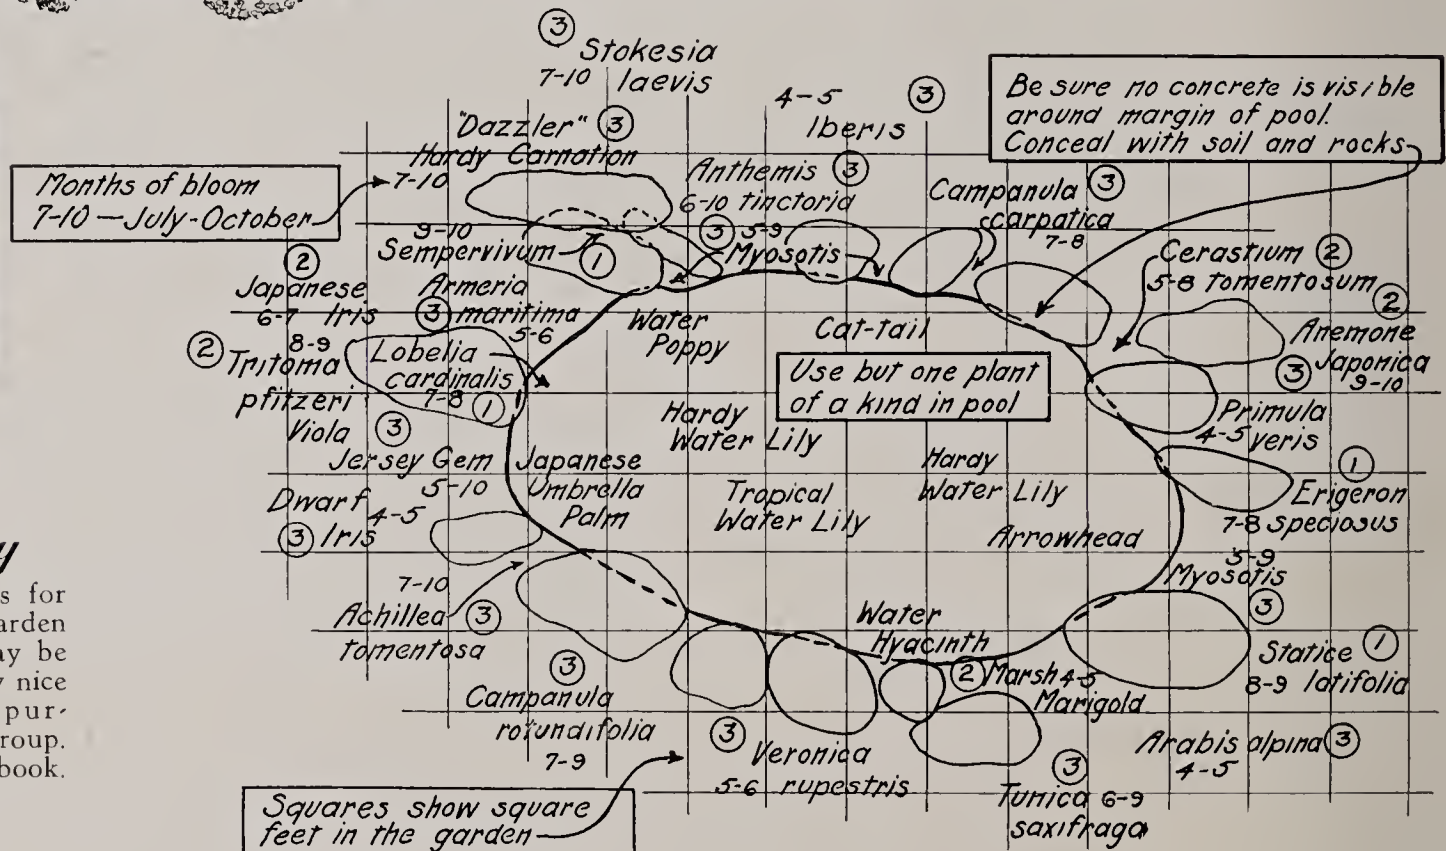 3
Stokesia
7-10 laevis
4-5
Iberis
3
Be sure no concrete is visible
around margin of pool.
Conceal with soil and rocks
"Dazzler" 3
Hardy Carnation
7-10
Months of bloom
7-10 — July-October
Anthemis 3
6-10 tinctoria
Campanula 3
carpatica
7-8
9-10
Sempervivum
1
3 5-9
Myosotis
Cerastium 2
5-8 tomentosum
2
Japanese
6-7 Iris
Armeria
3 maritima
5-6
Water
Poppy
Cat-tail
2
Anemone
Japonica
9-10
8-9
2 Tritoma
pfitzeri
Lobelia
cardinalis
7-8 1
Use but one plant
of a kind in pool
3
Primula
4-5 veris
Viola 3
Jersey Gem
5-10
Hardy
Water Lily
Japanese
Umbrella
Palm
Tropical
Water Lily
Hardy
Water Lily
1
Erigeron
7-8 speciosus
Dwarf
4-5
3 Iris
Arrowhead
5-9
Myosotis
3
7-10
Achillea 3
tomentosa
Water
Hyacinth
Statice 1
8-9 latifolia
2 Marsh 4-5
Marigold
3
Campanula
rotundifolia
7-9
3 Veronica
5-6 rupestris
Arabis alpina 3
4-5
3
Tunica 6-9
saxifraga
Squares show square
feet in the garden
y
s for
arden
ay be
y nice
pur-
roup.
book.